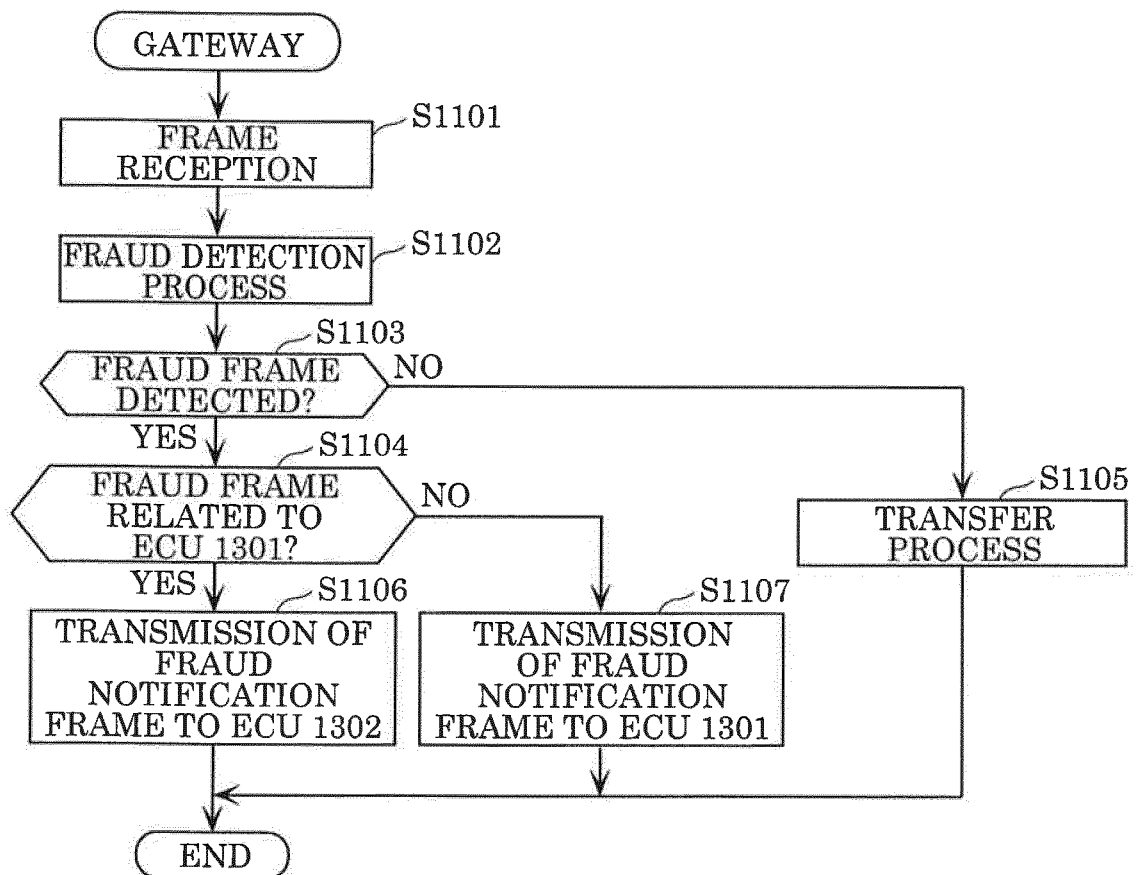 GATEWAY
S1101
FRAME
RECEPTION
S1102
FRAUD DETECTION
PROCESS
S1103
FRAUD FRAME
DETECTED?
NO
YES
S1104
FRAUD FRAME
RELATED TO
ECU 1301?
NO
S1105
TRANSFER
PROCESS
YES
S1106
TRANSMISSION OF
FRAUD
NOTIFICATION
FRAME TO ECU 1302
S1107
TRANSMISSION
OF FRAUD
NOTIFICATION
FRAME TO ECU 1301
END